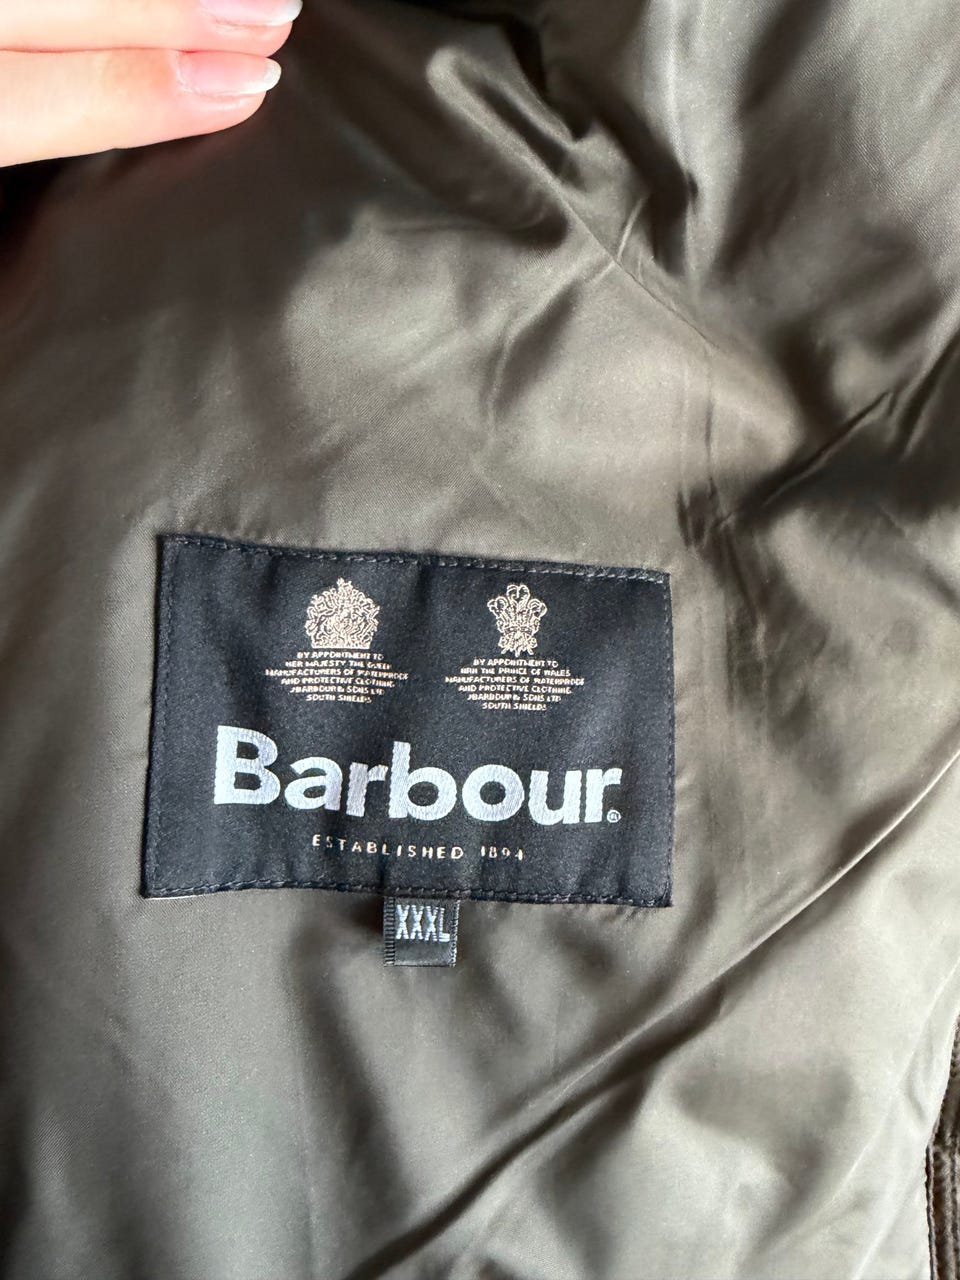 BY APPOINTMENT TO
HER MAJESTY THE QUEEN
MANUFACTURERS OF WATERPROOF
AND PROTECTIVE CLOTHING
J BARBOUR & SONS LTD
SOUTH SHIELDS
BY APPOINTMENT TO
HRH THE PRINCE OF WALES
MANUFACTURERS OF WATERPROOF
AND PROTECTIVE CLOTHING
J BARBOUR & SONS LTD
SOUTH SHIELDS
Barbour®
ESTABLISHED 1894
XXXL